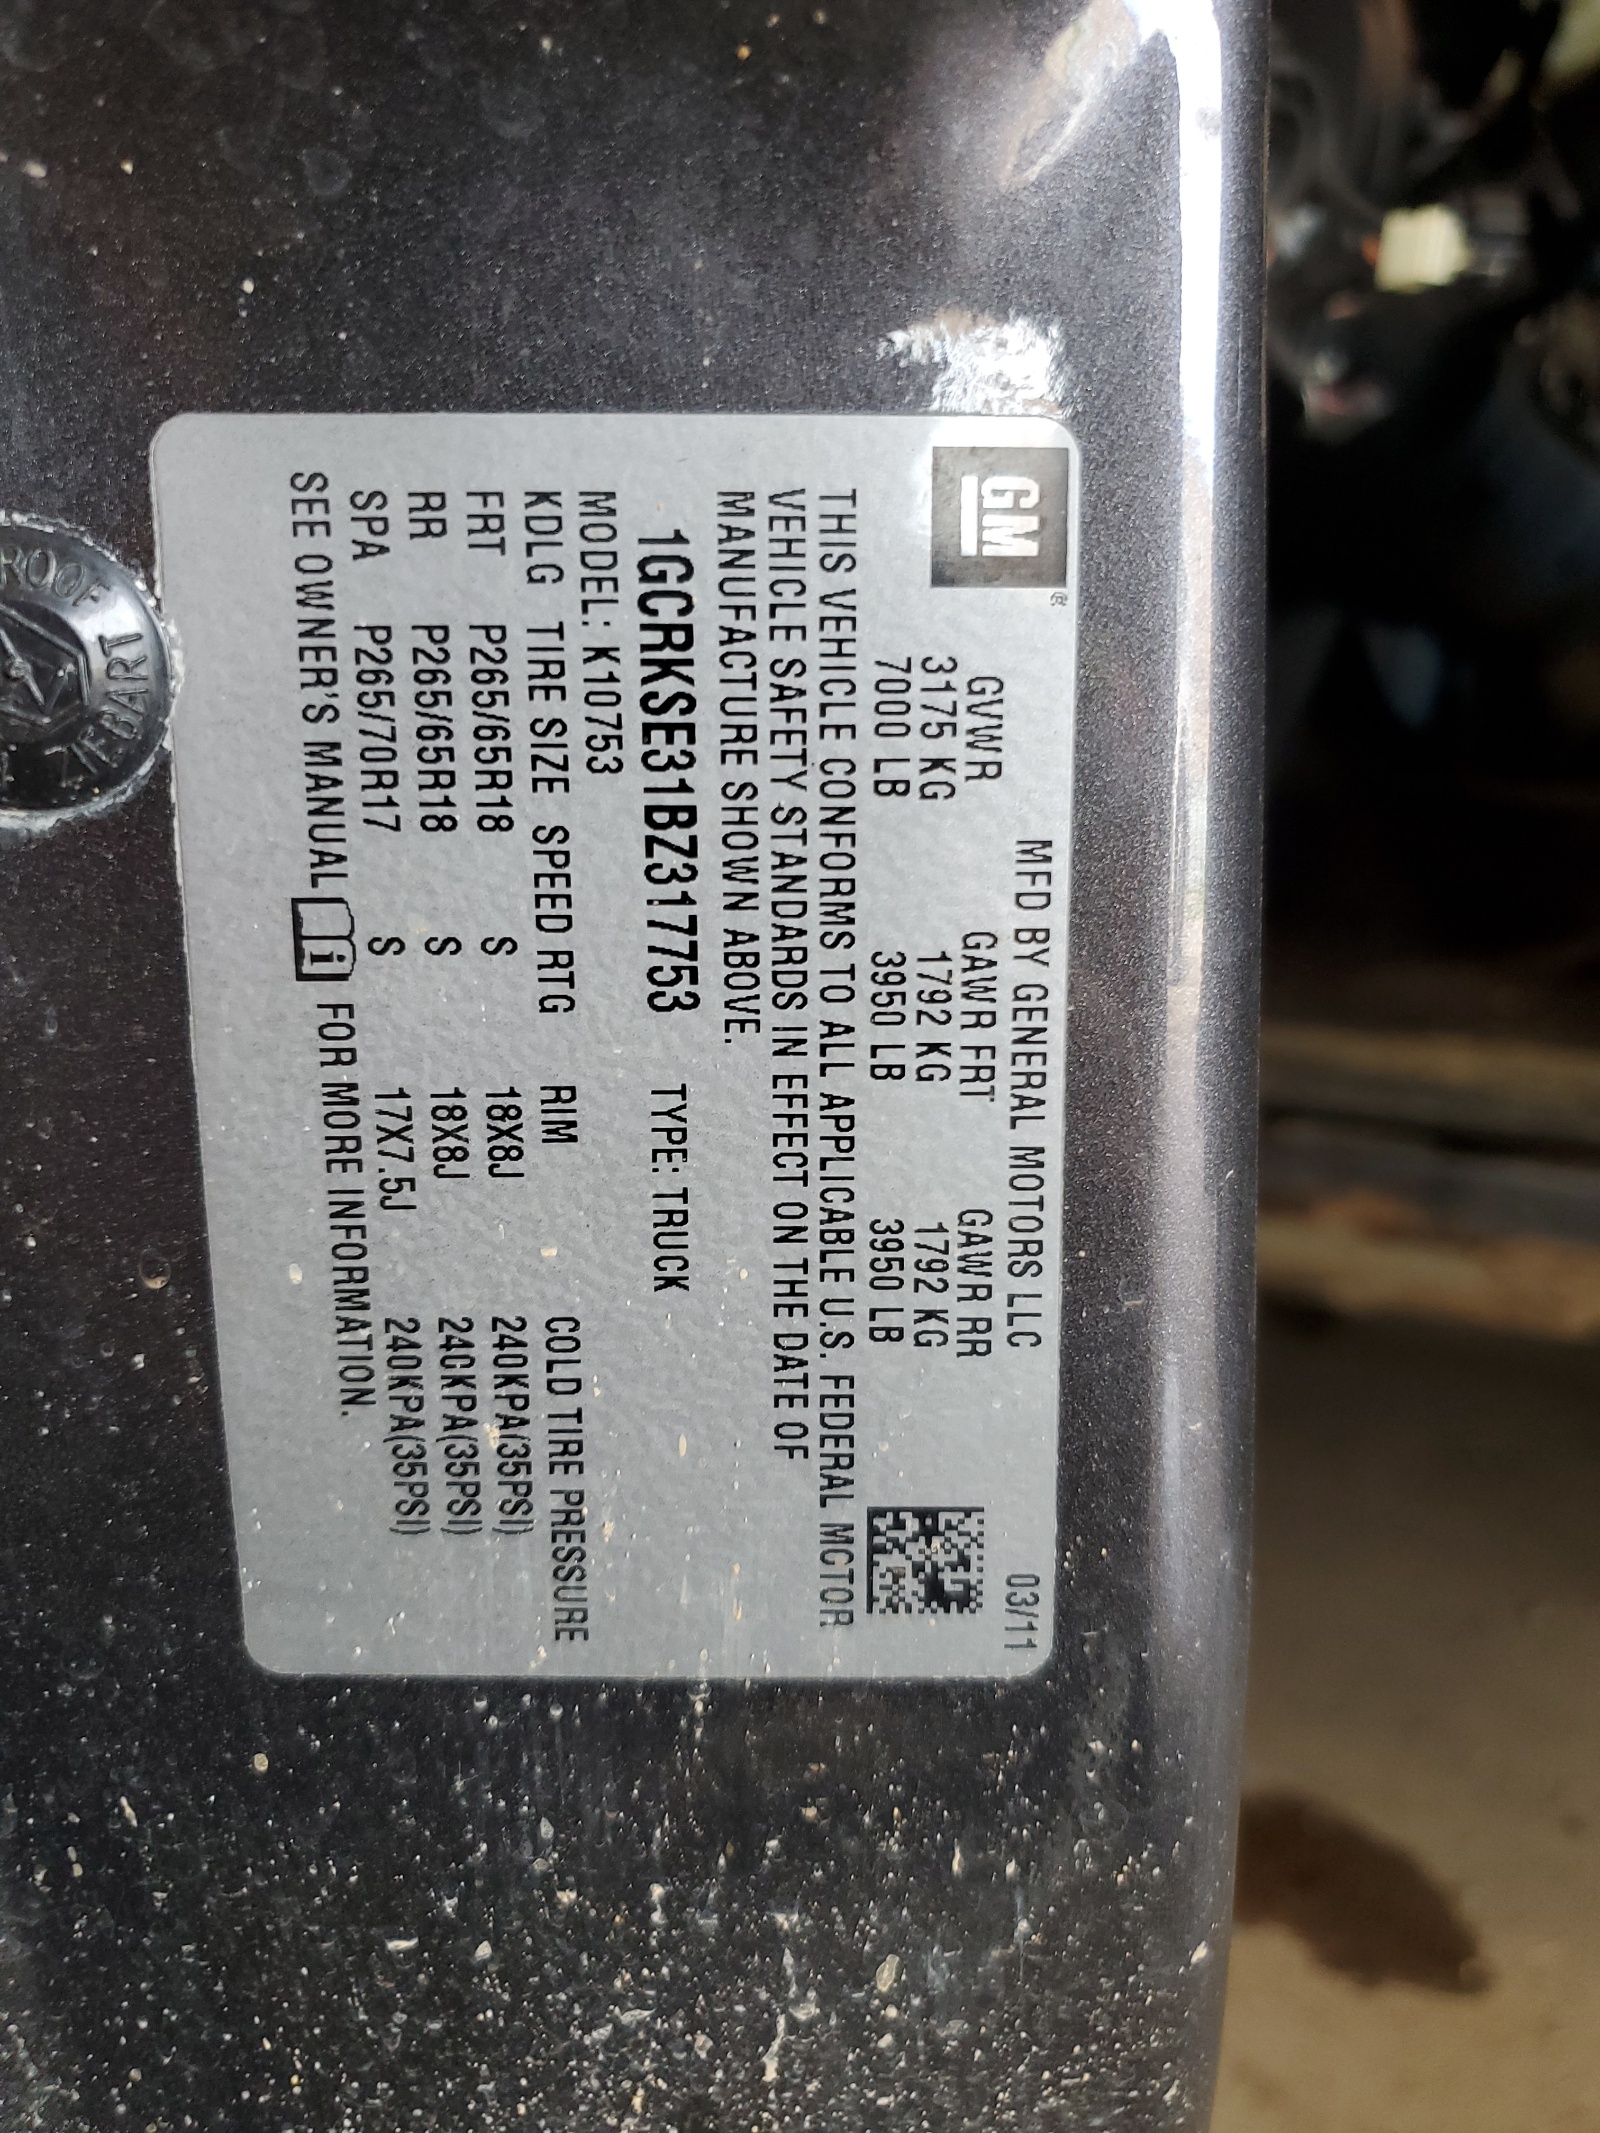 GM®
MFD BY GENERAL MOTORS LLC 03/11
GVWR GAWR FRT GAWR RR
3175 KG 1792 KG 1792 KG
7000 LB 3950 LB 3950 LB
THIS VEHICLE CONFORMS TO ALL APPLICABLE U.S. FEDERAL MOTOR
VEHICLE SAFETY STANDARDS IN EFFECT ON THE DATE OF
MANUFACTURE SHOWN ABOVE.
1GCRKSE31BZ317753 TYPE: TRUCK
MODEL: K10753
KDLG TIRE SIZE SPEED RTG RIM COLD TIRE PRESSURE
FRT P265/65R18 S 18X8J 240KPA(35PSI)
RR P265/65R18 S 18X8J 240KPA(35PSI)
SPA P265/70R17 S 17X7.5J 240KPA(35PSI)
SEE OWNER'S MANUAL i FOR MORE INFORMATION.
ZIEBART